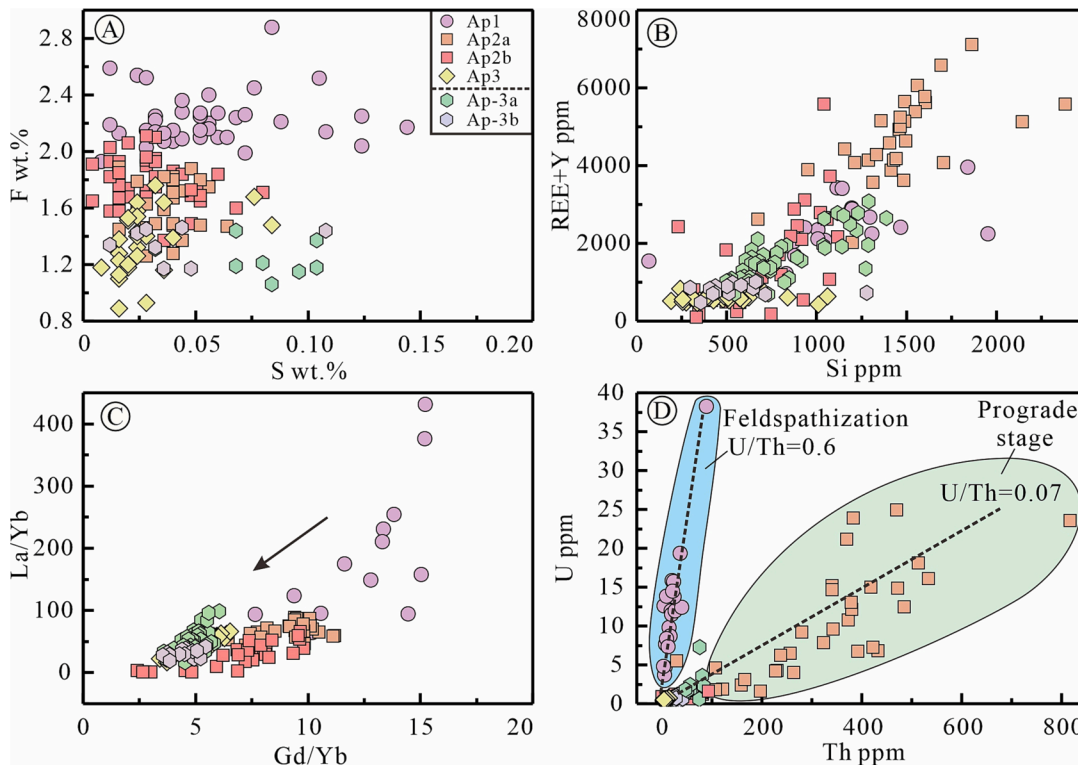 A
F wt.%
2.8
2.4
2.0
1.6
1.2
0.8
0.05
0.10
0.15
0.20
S wt.%
Ap1
Ap2a
Ap2b
Ap3
Ap-3a
Ap-3b
B
REE+Y ppm
8000
6000
4000
2000
0
0
500
1000
1500
2000
Si ppm
C
La/Yb
400
300
200
100
0
0
5
10
15
20
Gd/Yb
D
U ppm
40
35
30
25
20
15
10
5
0
0
200
400
600
800
Th ppm
Feldspathization
U/Th=0.6
Prograde
stage
U/Th=0.07